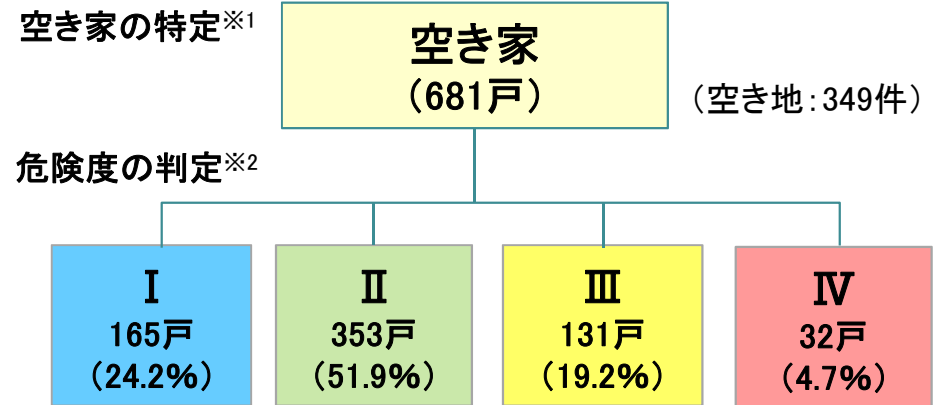 空き家の特定※1
空き家
（681戸）
（空き地：349件）
危険度の判定※2
Ⅰ
165戸
（24.2%）
Ⅱ
353戸
（51.9%）
Ⅲ
131戸
（19.2%）
Ⅳ
32戸
（4.7%）